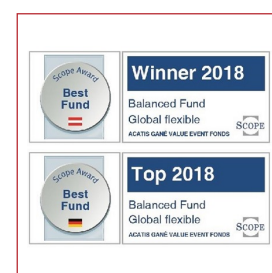 Scope Award
Best
Fund
Winner 2018
Balanced Fund
Global flexible
ACATIS GANÉ VALUE EVENT FONDS
SCOPE
Scope Award
Best
Fund
Top 2018
Balanced Fund
Global flexible
ACATIS GANÉ VALUE EVENT FONDS
SCOPE